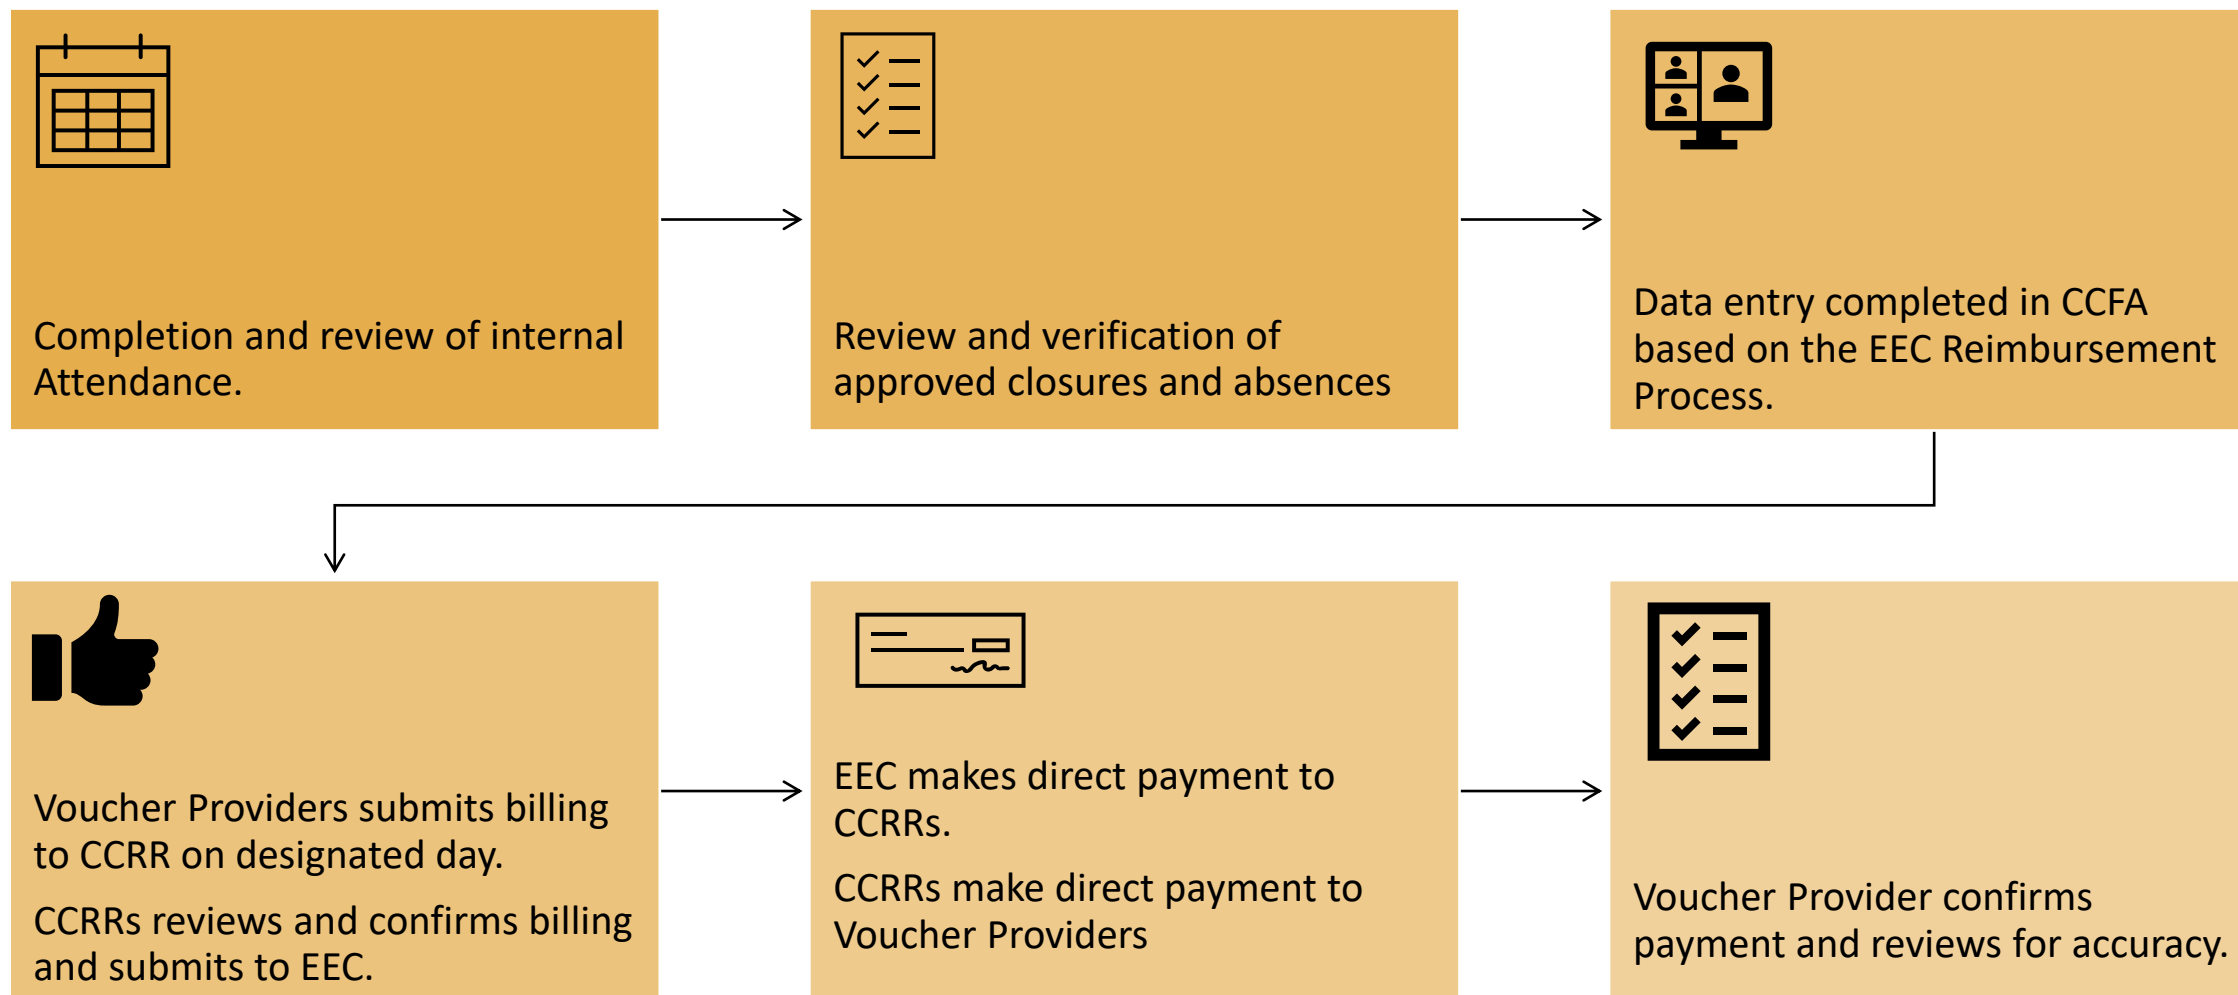 Completion and review of internal
Attendance.
Review and verification of
approved closures and absences
Data entry completed in CCFA
based on the EEC Reimbursement
Process.
Voucher Providers submits billing
to CCRR on designated day.
CCRRs reviews and confirms billing
and submits to EEC.
EEC makes direct payment to
CCRRs.
CCRRs make direct payment to
Voucher Providers
Voucher Provider confirms
payment and reviews for accuracy.